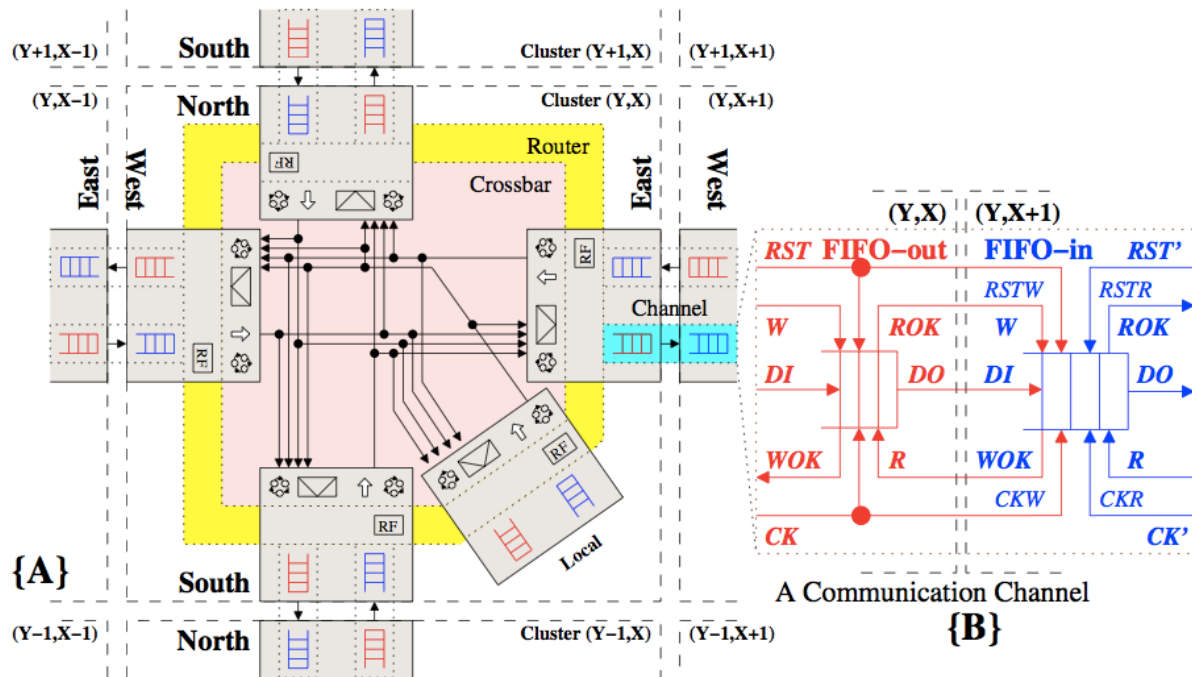 (Y+1,X−1)
South
Cluster (Y+1,X)
(Y+1,X+1)
(Y,X−1)
North
Cluster (Y,X)
(Y,X+1)
Router
RF
Crossbar
East
West
East
West
RF
Channel
RF
RF
RF
Local
{A}
South
(Y−1,X−1)
North
Cluster (Y−1,X)
(Y−1,X+1)
(Y,X)
(Y,X+1)
RST
FIFO−out
FIFO−in
RST'
RSTW
RSTR
W
ROK
W
ROK
DI
DO
DI
DO
WOK
R
WOK
R
CKW
CKR
CK
CK'
A Communication Channel
{B}